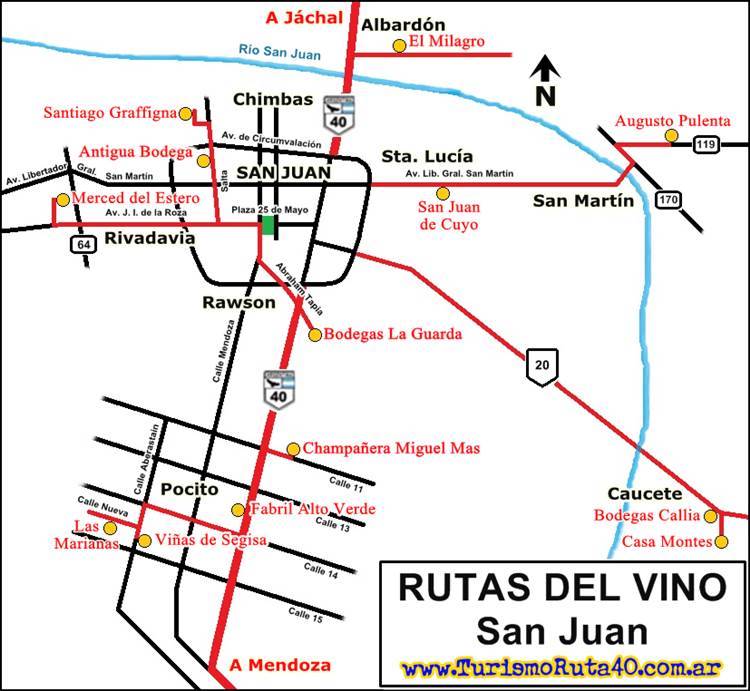 A Jáchal
Albardón
El Milagro
Río San Juan
N
Chimbas
40
Santiago Graffigna
Augusto Pulenta
119
Av. de Circunvalación
Antigua Bodega
Sta. Lucía
Av. Libertador
Gral.
San Martín
SAN JUAN
Av. Lib. Gral. San Martín
Salta
Merced del Estero
San Juan
de Cuyo
San Martín
170
Av. J. I. de la Roza
Plaza 25 de Mayo
Rivadavia
64
Abraham Tapia
Rawson
Bodegas La Guarda
Calle Mendoza
20
40
Champañera Miguel Mas
Calle 11
Calle Aberastain
Pocito
Caucete
Calle Nueva
Fabril Alto Verde
Bodegas Callia
Calle 13
Las
Marianas
Viñas de Segisa
Casa Montes
Calle 14
Calle 15
RUTAS DEL VINO
San Juan
www.TurismoRuta40.com.ar
A Mendoza